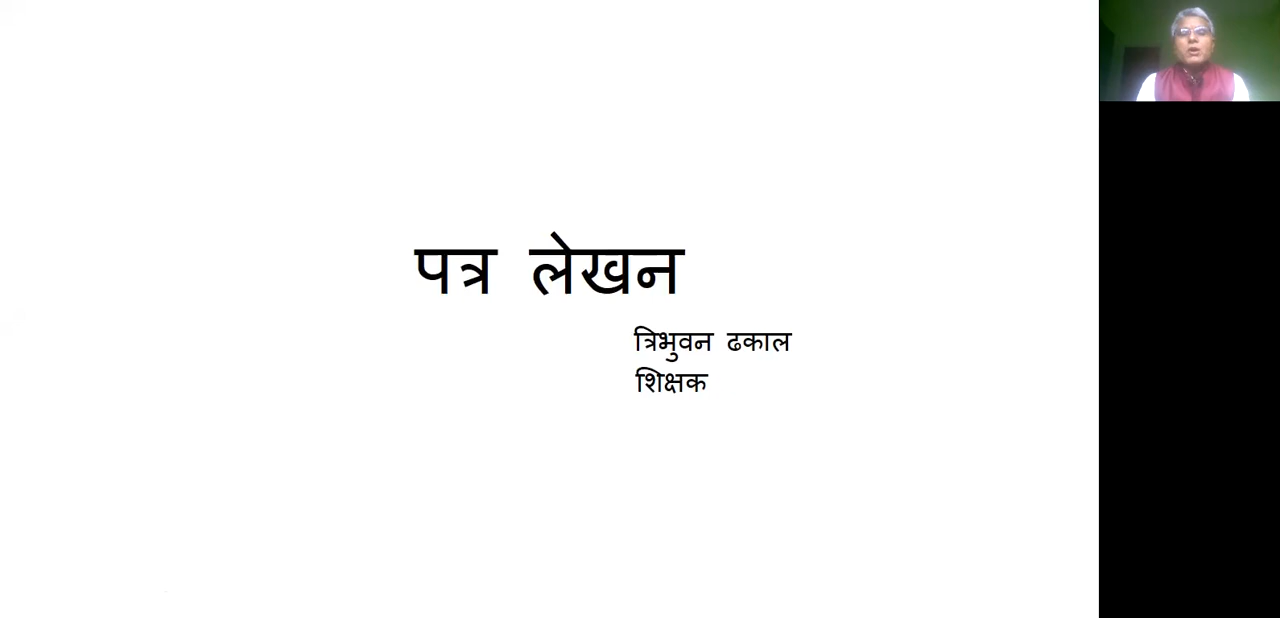 पत्र लेखन
त्रिभुवन ढकाल
शिक्षक